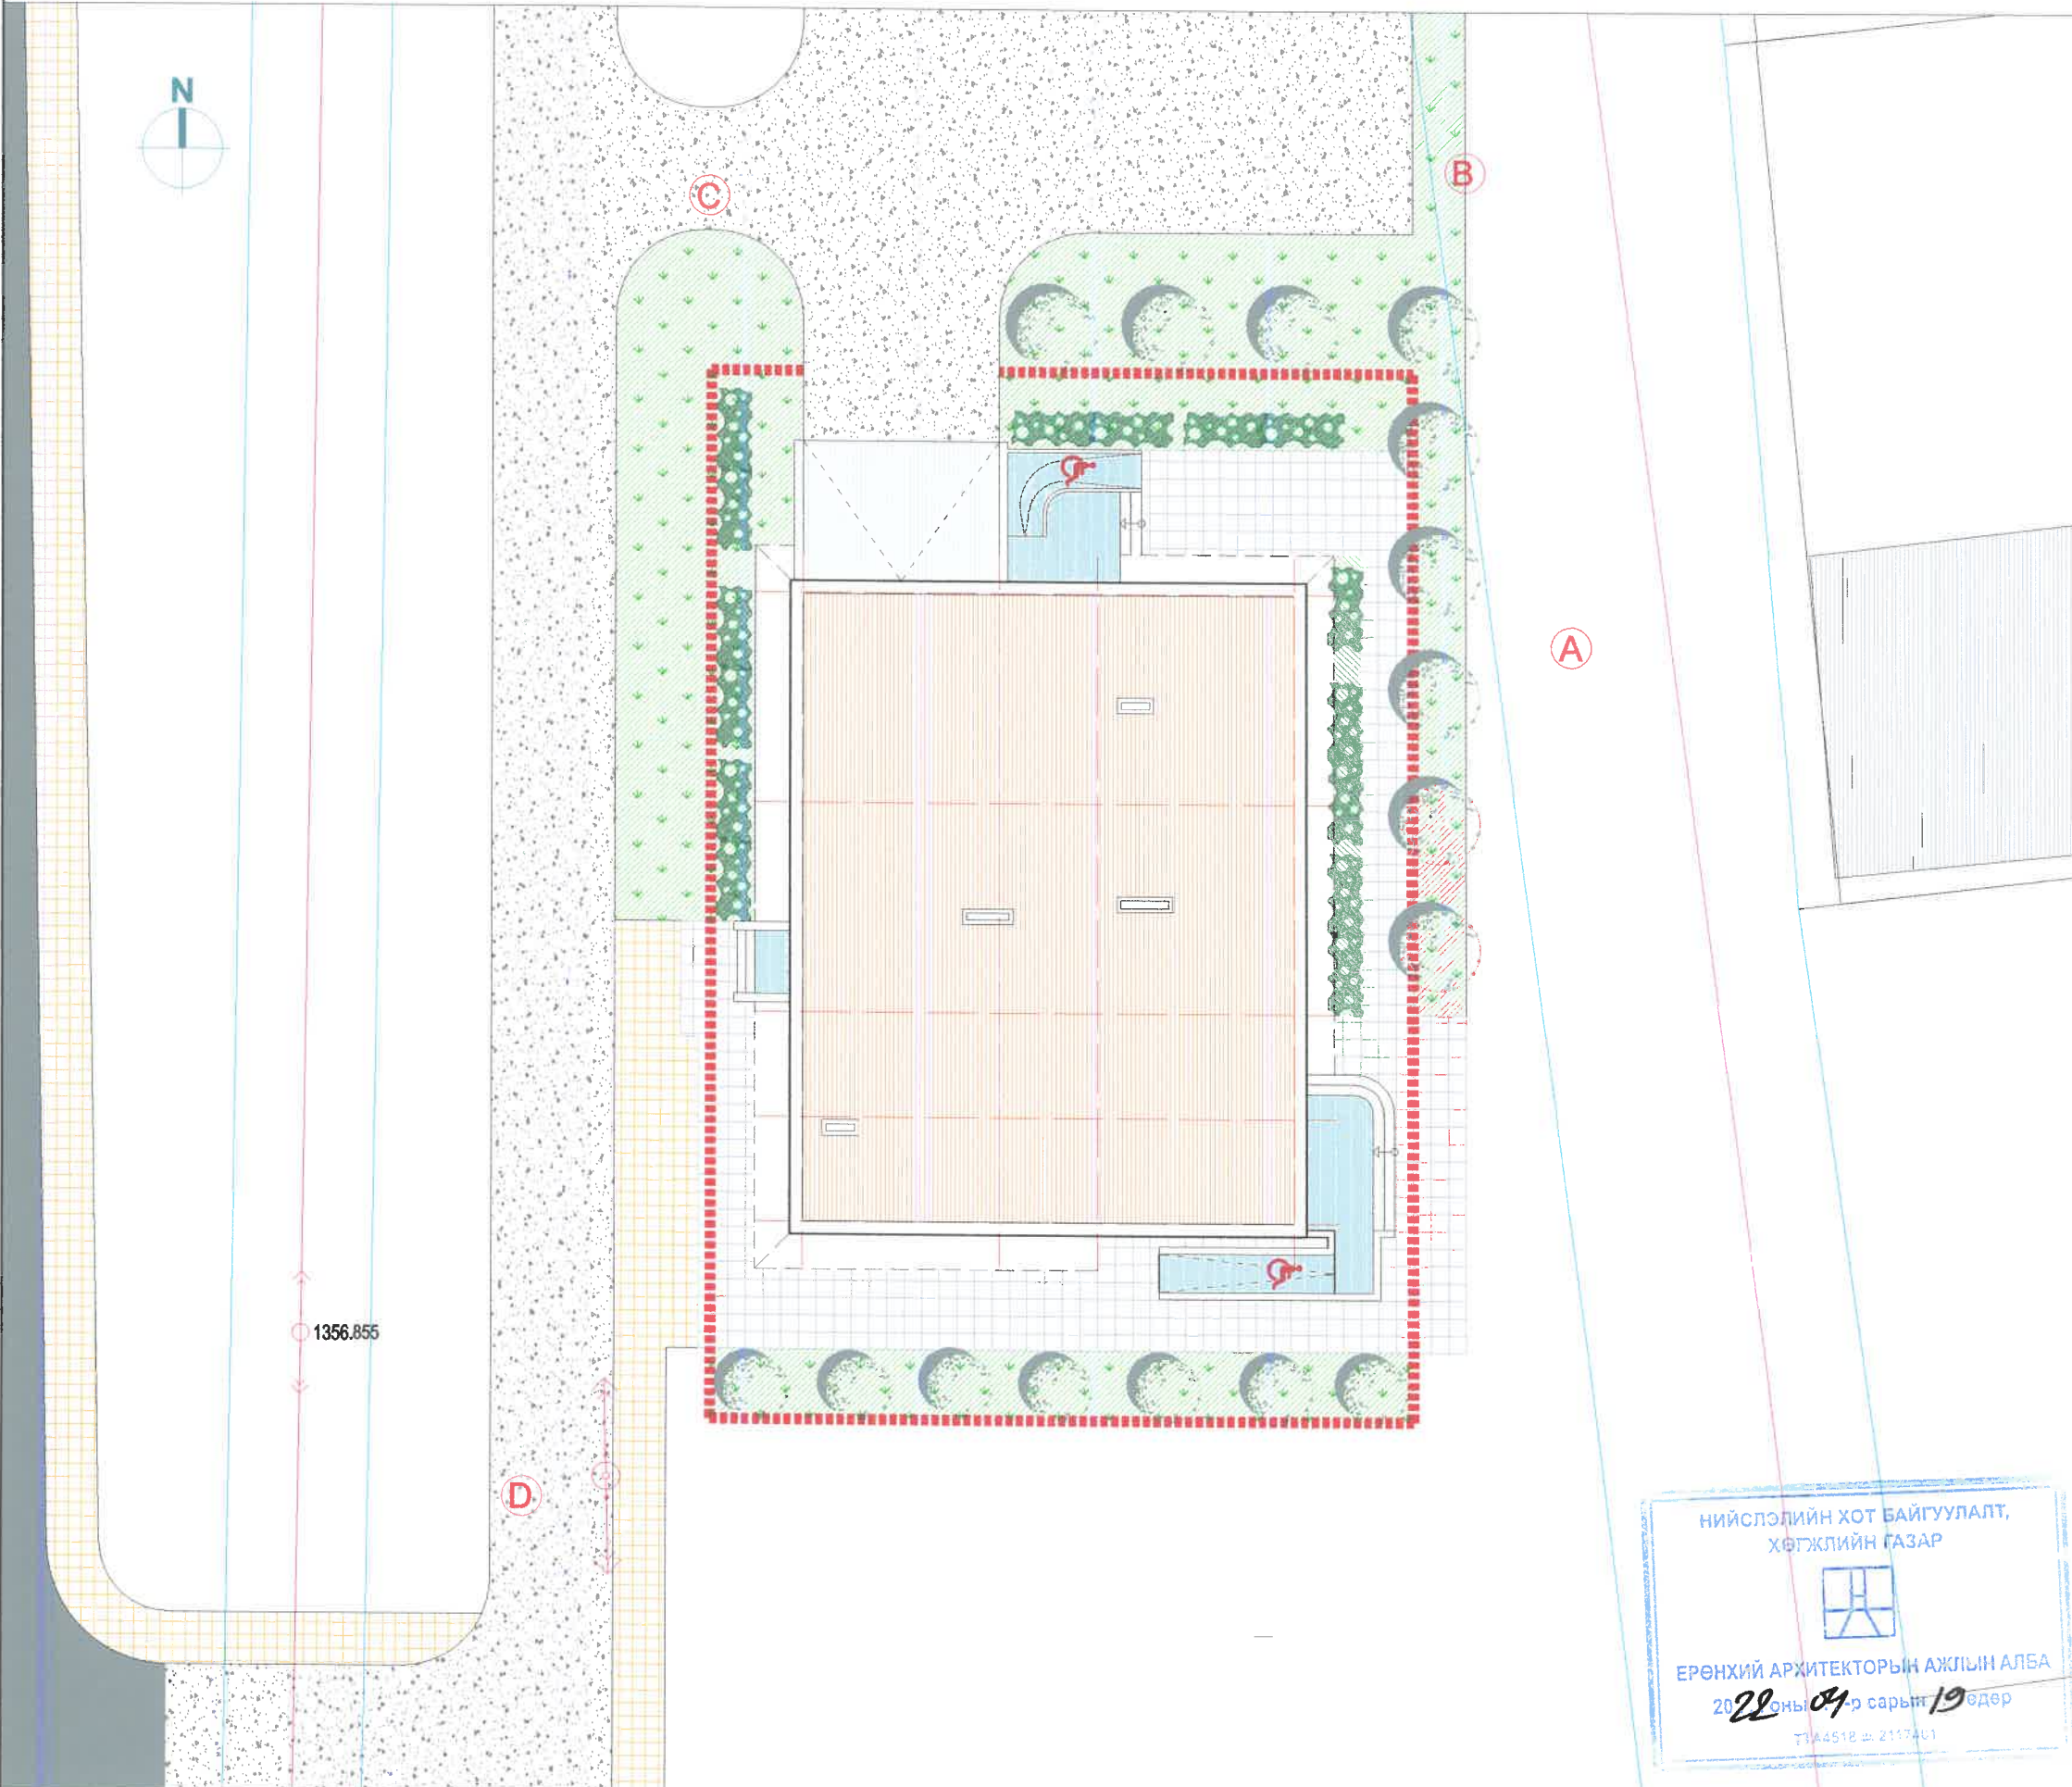 N
C
B
A
1356.855
D
НИЙСЛЭЛИЙН ХОТ БАЙГУУЛАЛТ,
ХӨГЖЛИЙН ГАЗАР
ЕРӨНХИЙ АРХИТЕКТОРЫН АЖЛЫН АЛБА
2022 оны 04-р сарын 19 өдөр